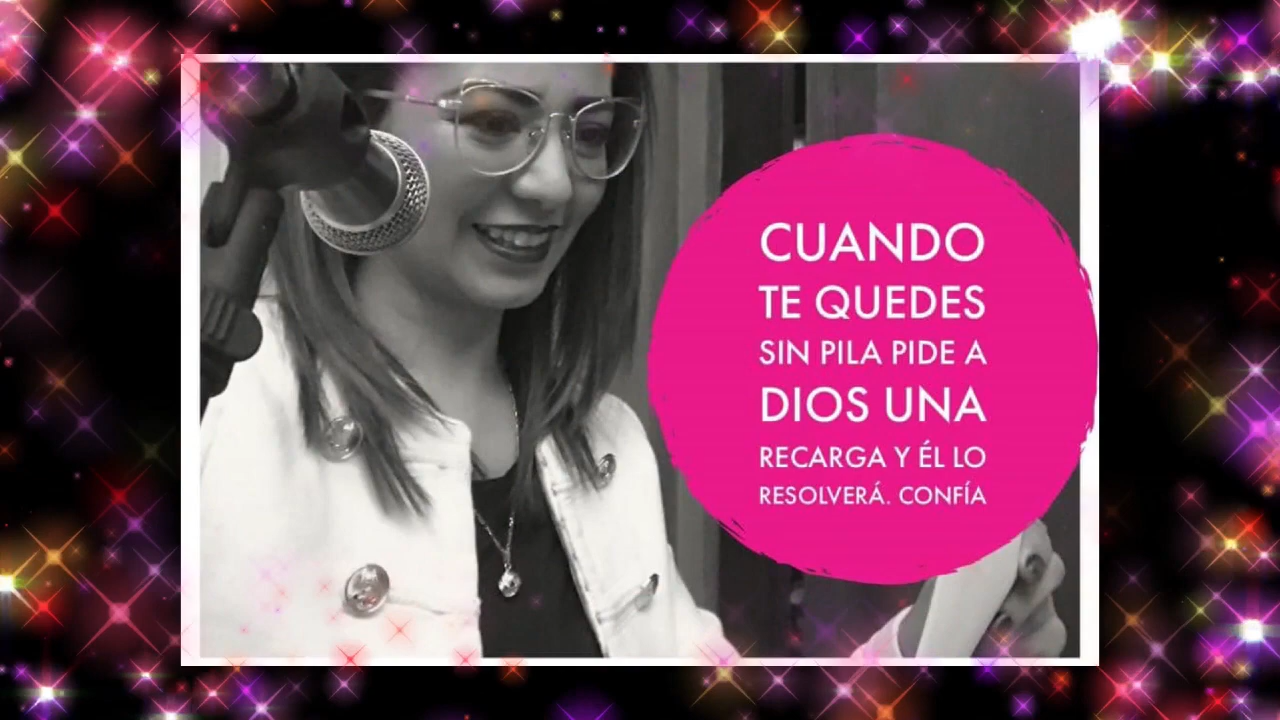 CUANDO
TE QUEDES
SIN PILA PIDE A
DIOS UNA
RECARGA Y ÉL LO
RESOLVERÁ. CONFÍA